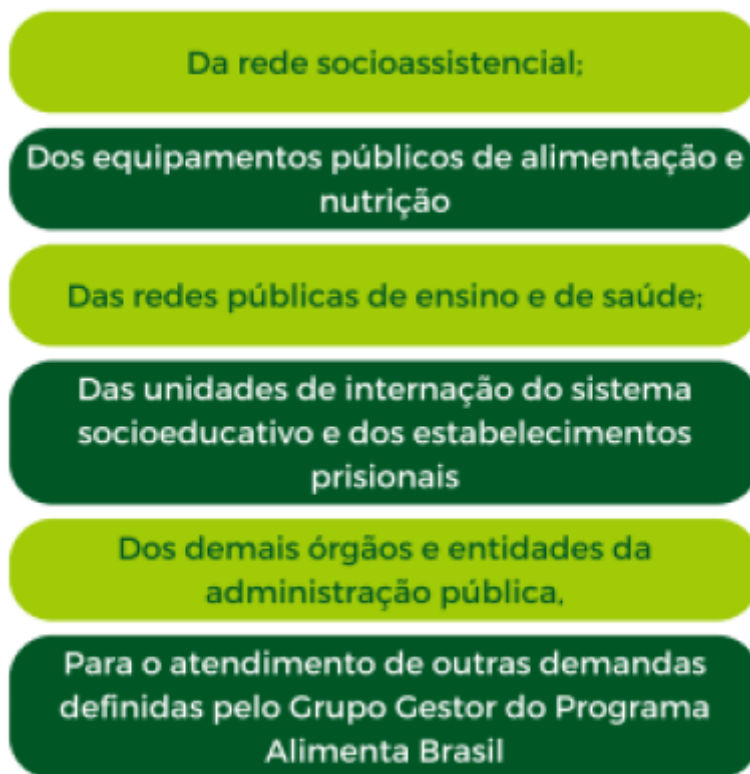 Da rede socioassistencial;
Dos equipamentos públicos de alimentação e
nutrição
Das redes públicas de ensino e de saúde;
Das unidades de internação do sistema
socioeducativo e dos estabelecimentos
prisionais
Dos demais órgãos e entidades da
administração pública,
Para o atendimento de outras demandas
definidas pelo Grupo Gestor do Programa
Alimenta Brasil